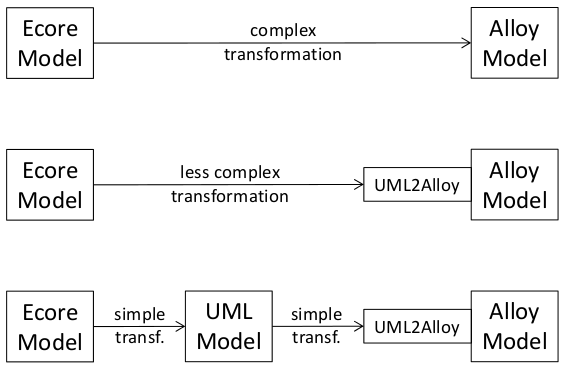 Ecore
Model
complex
transformation
Alloy
Model
Ecore
Model
less complex
transformation
UML2Alloy
Alloy
Model
Ecore
Model
simple
transf.
UML
Model
simple
transf.
UML2Alloy
Alloy
Model